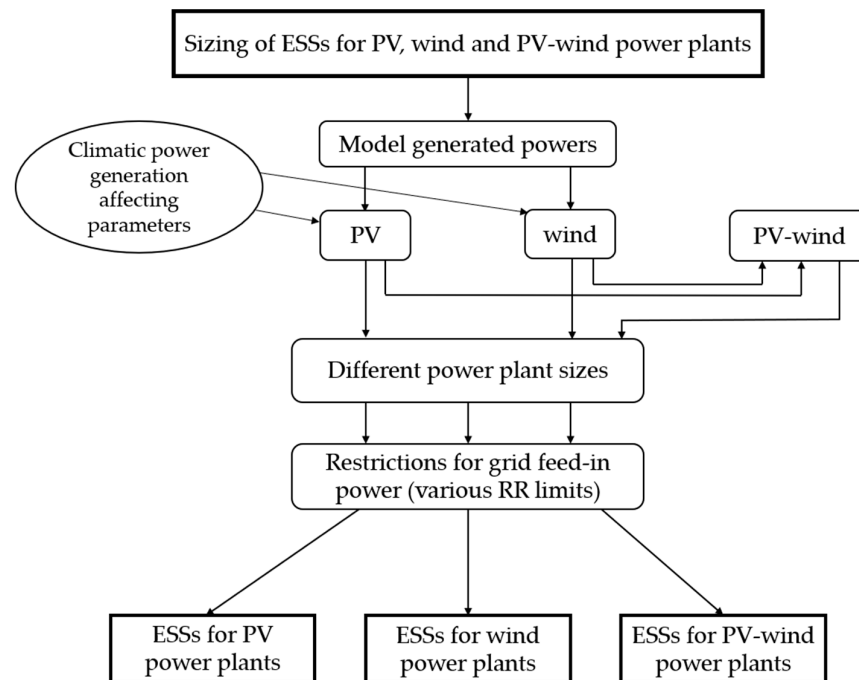 Sizing of ESSs for PV, wind and PV-wind power plants
Model generated powers
Climatic power
generation
affecting
parameters
PV
wind
PV-wind
Different power plant sizes
Restrictions for grid feed-in
power (various RR limits)
ESSs for PV
power plants
ESSs for wind
power plants
ESSs for PV-wind
power plants